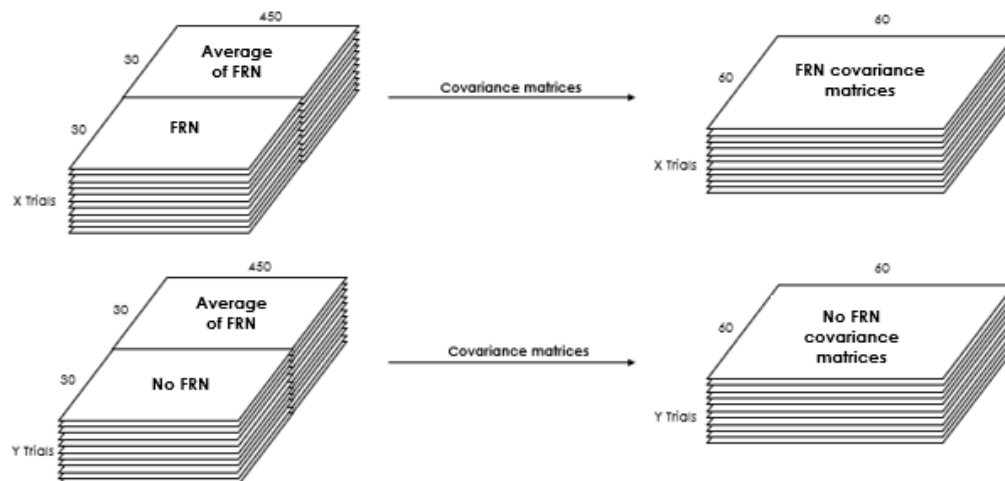 450
60
30
Average
of FRN
30
FRN
X Trials
Covariance matrices
60
FRN covariance
matrices
X Trials
450
60
30
Average
of FRN
30
No FRN
Y Trials
Covariance matrices
60
No FRN
covariance
matrices
Y Trials